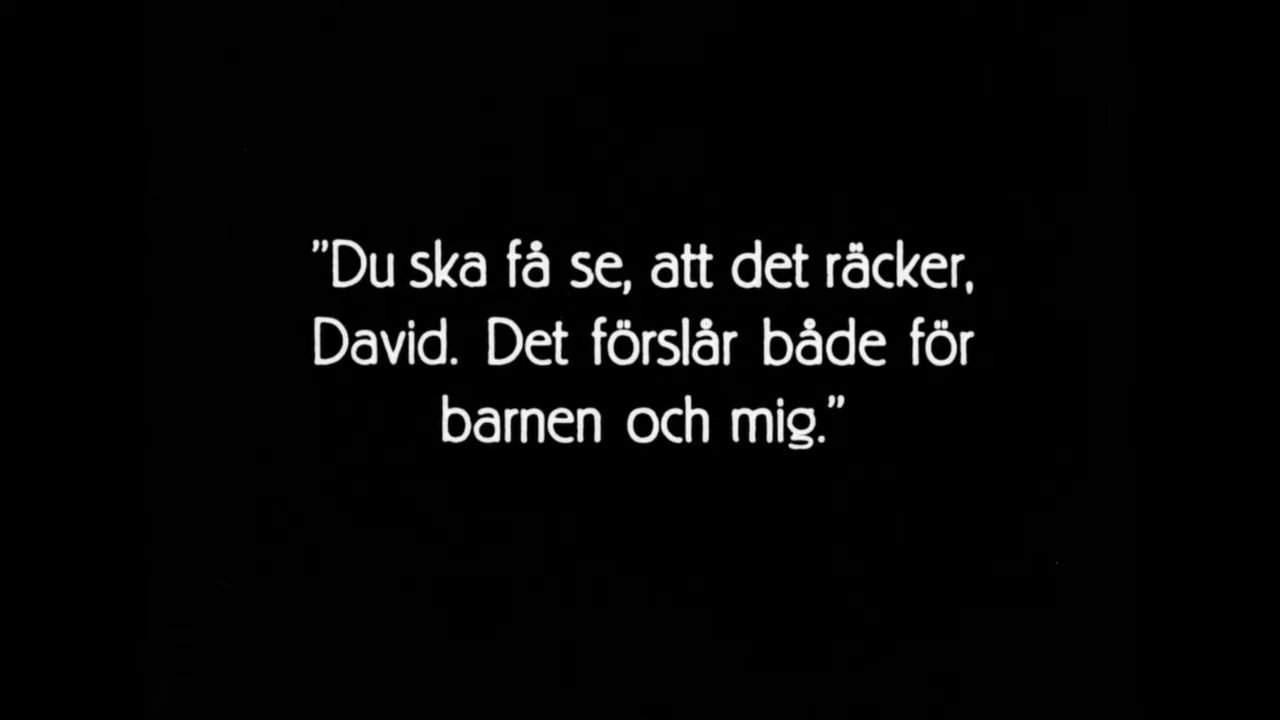 ”Du ska få se, att det räcker,
David. Det förslår både för
barnen och mig.”